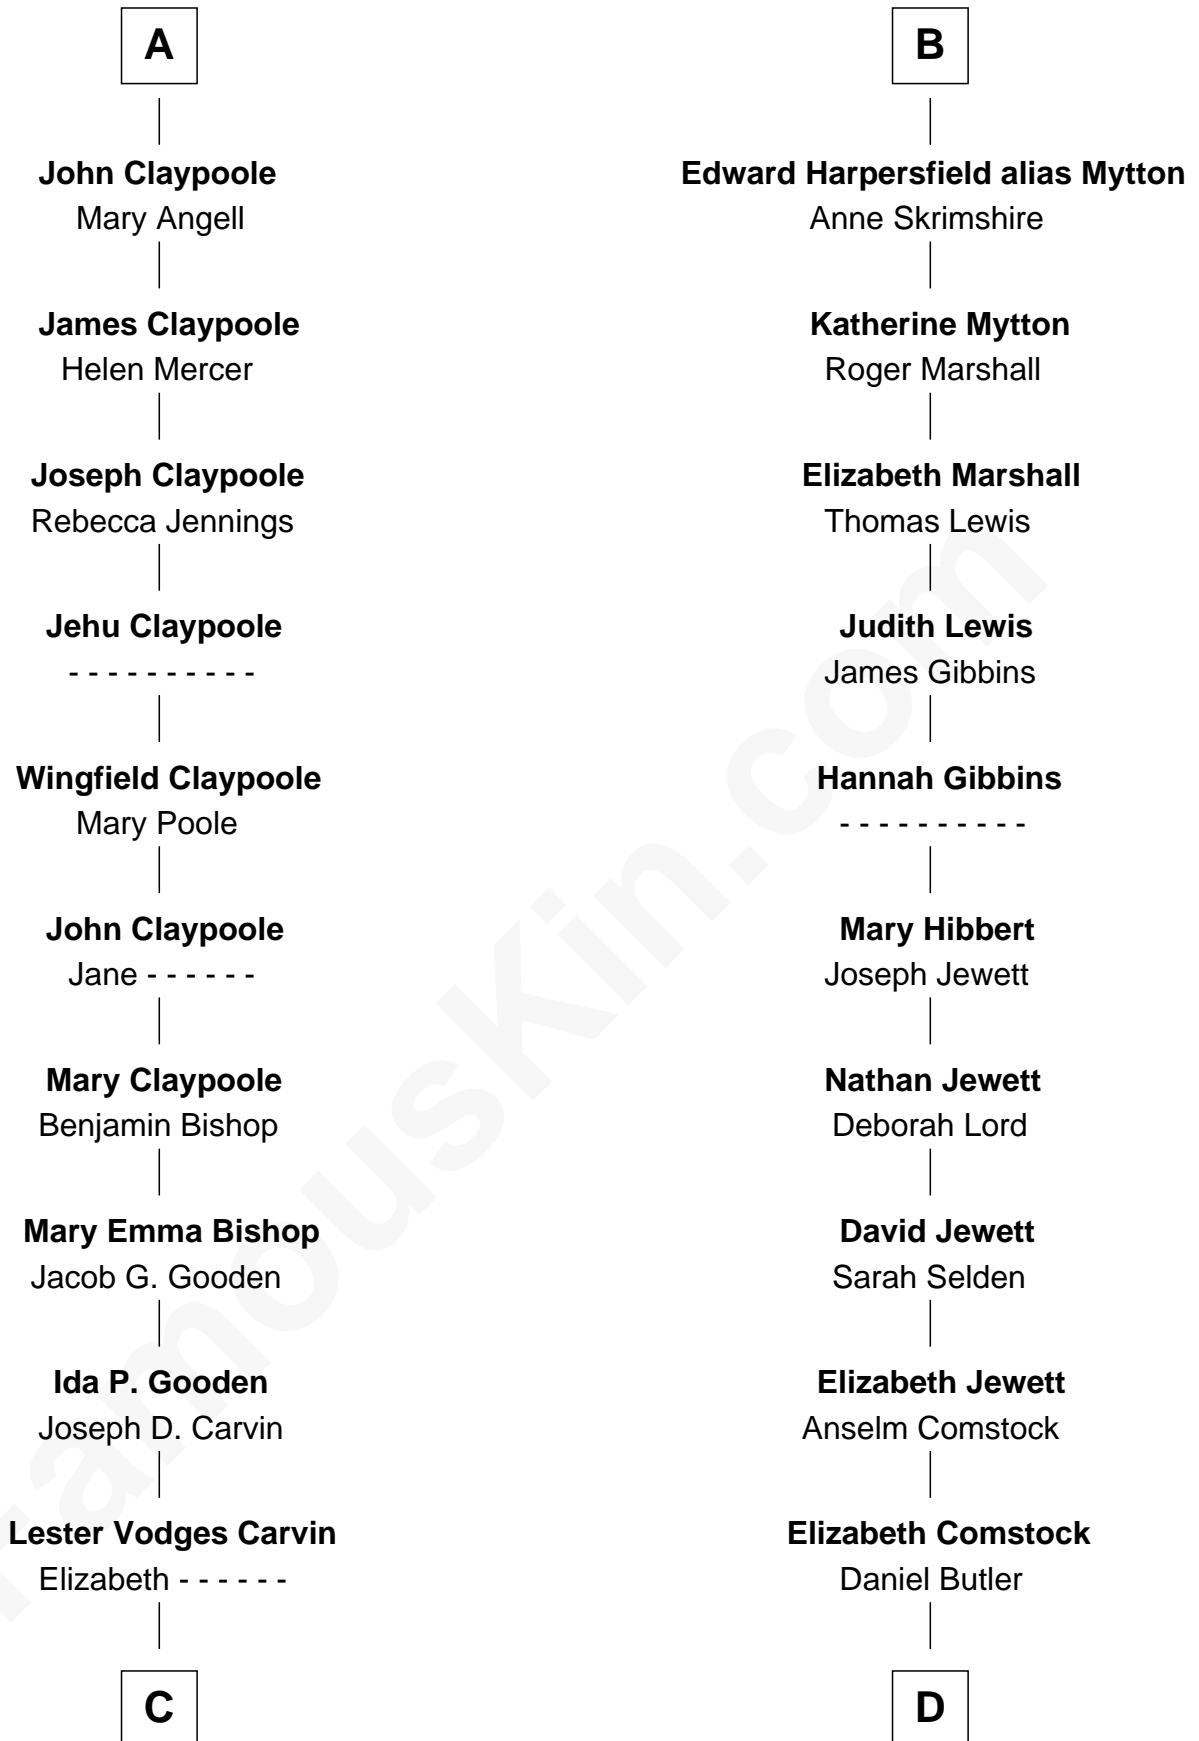 A
John Claypoole
Mary Angell
James Claypoole
Helen Mercer
Joseph Claypoole
Rebecca Jennings
Jehu Claypoole
- - - - - - - - - -
Wingfield Claypoole
Mary Poole
John Claypoole
Jane - - - - - -
Mary Claypoole
Benjamin Bishop
Mary Emma Bishop
Jacob G. Gooden
Ida P. Gooden
Joseph D. Carvin
Lester Vodges Carvin
Elizabeth - - - - - -
C
B
Edward Harpersfield alias Mytton
Anne Skrimshire
Katherine Mytton
Roger Marshall
Elizabeth Marshall
Thomas Lewis
Judith Lewis
James Gibbins
Hannah Gibbins
- - - - - - - - - -
Mary Hibbert
Joseph Jewett
Nathan Jewett
Deborah Lord
David Jewett
Sarah Selden
Elizabeth Jewett
Anselm Comstock
Elizabeth Comstock
Daniel Butler
D
FamousKin.com